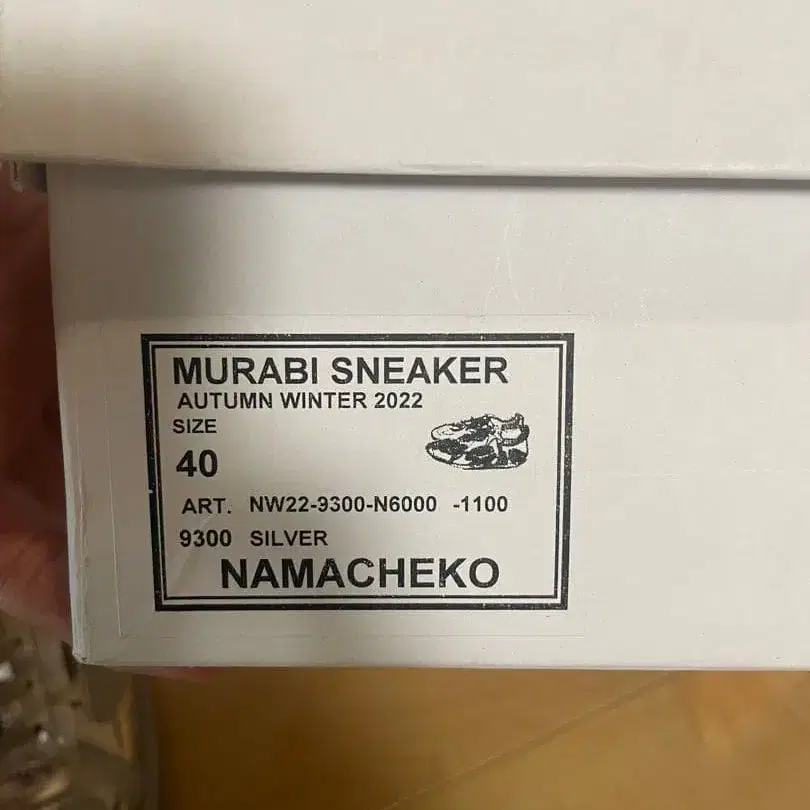 MURABI SNEAKER
AUTUMN WINTER 2022
SIZE
40
ART. NW22-9300-N6000 -1100
9300 SILVER
NAMACHEKO